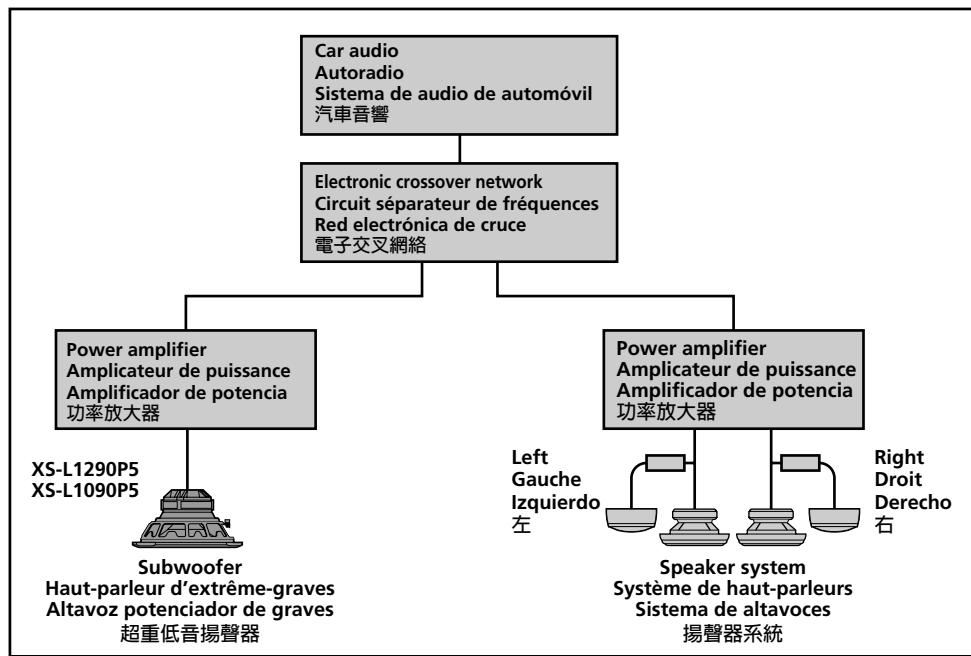 Car audio
Autoradio
Sistema de audio de automóvil
汽車音響
Electronic crossover network
Circuit séparateur de fréquences
Red electrónica de cruce
電子交叉網絡
Power amplifier
Amplicateur de puissance
Amplificador de potencia
功率放大器
Power amplifier
Amplicateur de puissance
Amplificador de potencia
功率放大器
XS-L1290P5
XS-L1090P5
Left
Gauche
Izquierdo
左
Right
Droit
Derecho
右
Subwoofer
Haut-parleur d'extrême-graves
Altavoz potenciador de graves
超重低音揚聲器
Speaker system
Système de haut-parleurs
Sistema de altavoces
揚聲器系統